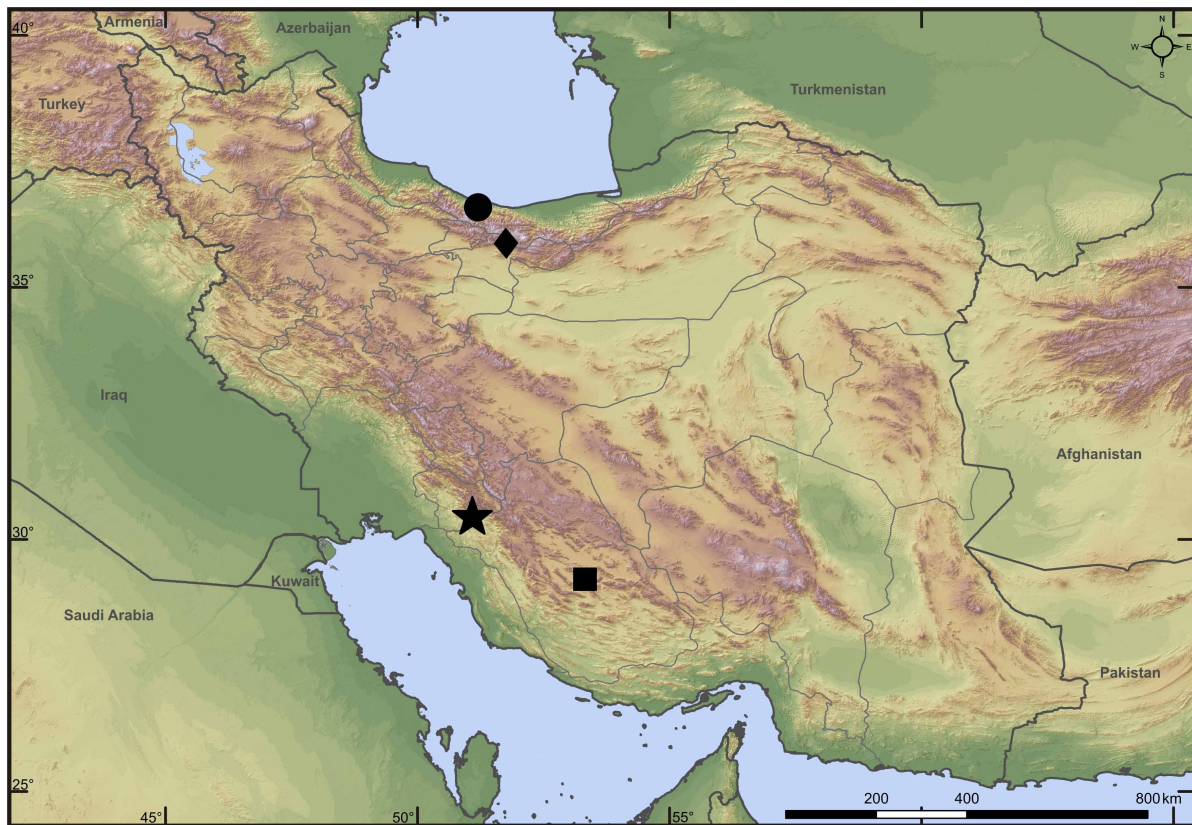 Armenia
40°
Azerbaijan
N
W
E
S
Turkmenistan
Turkey
35°
Iraq
Afghanistan
30°
Kuwait
Saudi Arabia
Pakistan
25°
200
400
800 km
45°
50°
55°